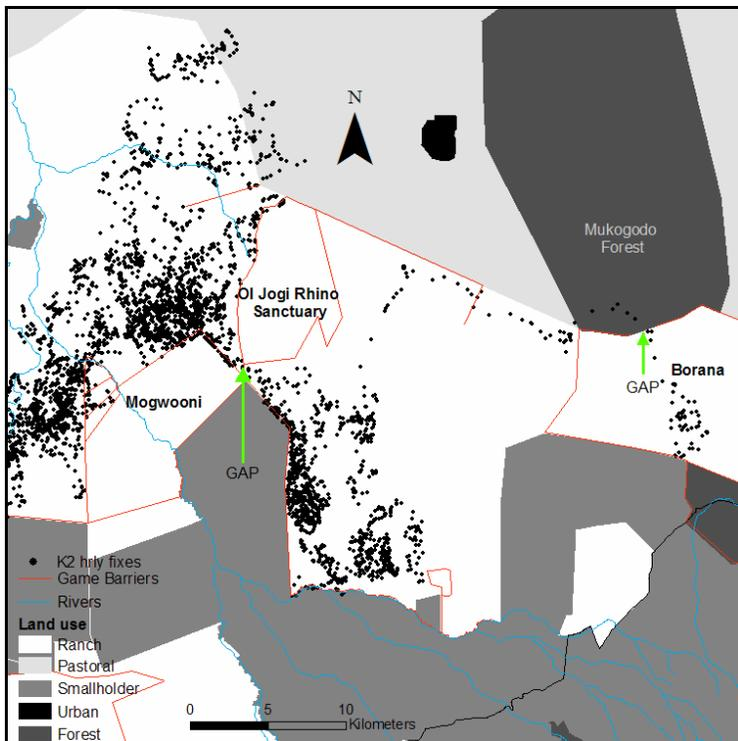 N
Mukogodo
Forest
Ol Jogi Rhino
Sanctuary
Borana
GAP
Mogwooni
GAP
K2 hrly fixes
Game Barriers
Rivers
Land use
Ranch
Pastoral
Smallholder
Urban
Forest
0 5 10
Kilometers